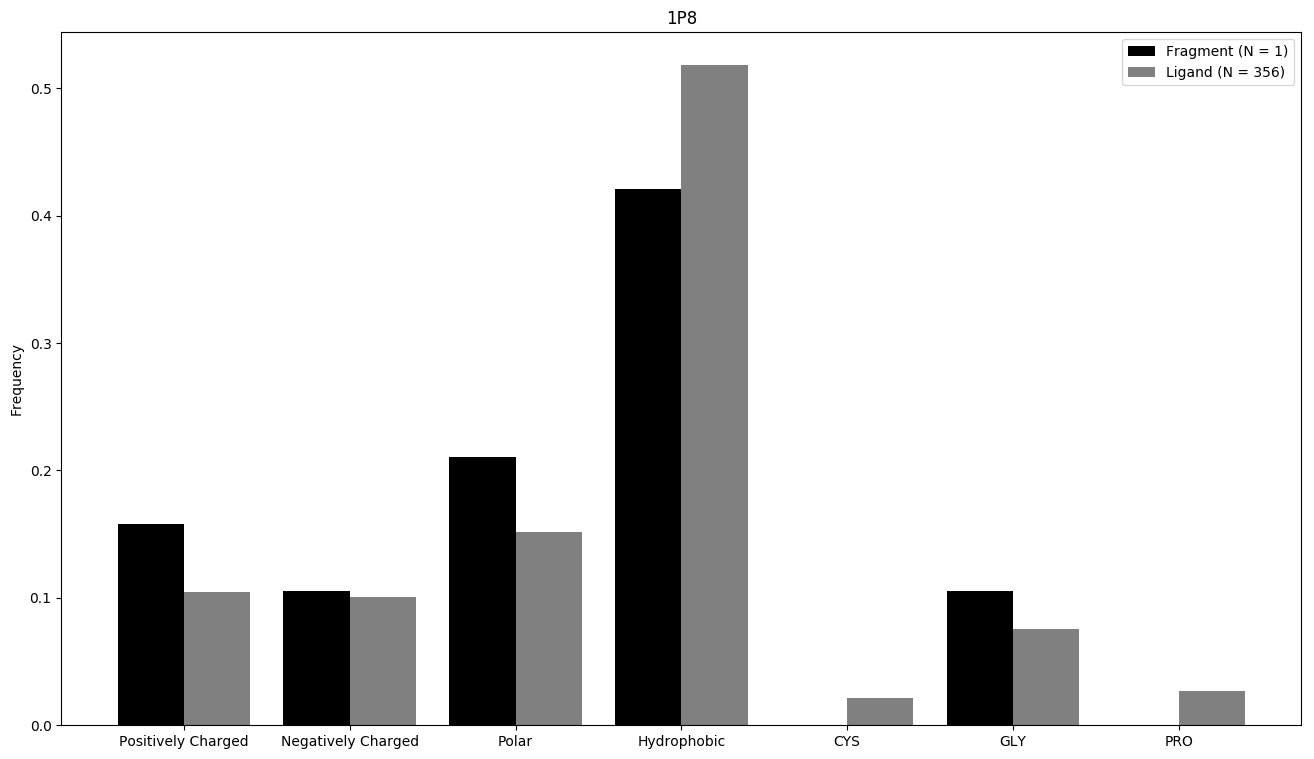 1P8
Fragment (N = 1)
Ligand (N = 356)
0.5
0.4
0.3
0.2
0.1
0.0
Frequency
Positively Charged Negatively Charged Polar Hydrophobic CYS GLY PRO